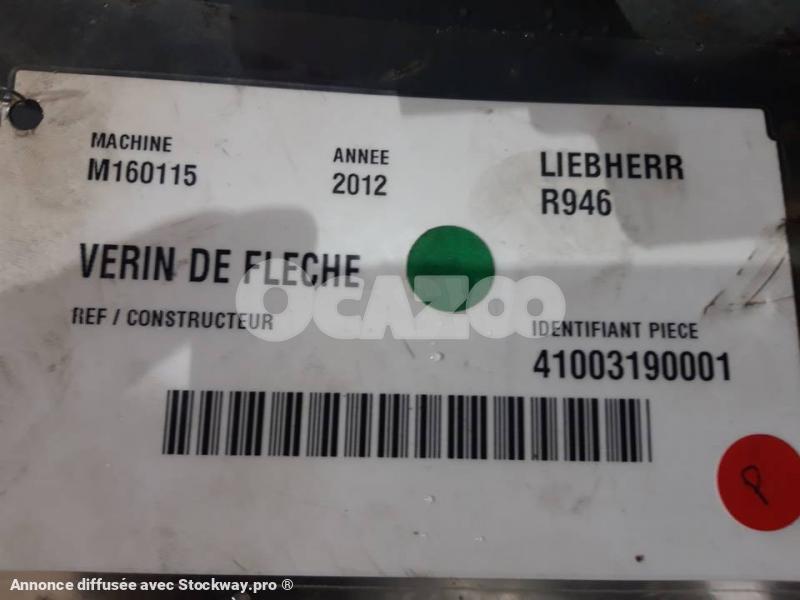 MACHINE
M160115
ANNEE
2012
LIEBHERR
R946
VERIN DE FLECHE
OCAZOO
REF / CONSTRUCTEUR
IDENTIFIANT PIECE
41003190001
P
Annonce diffusée avec Stockway.pro ®